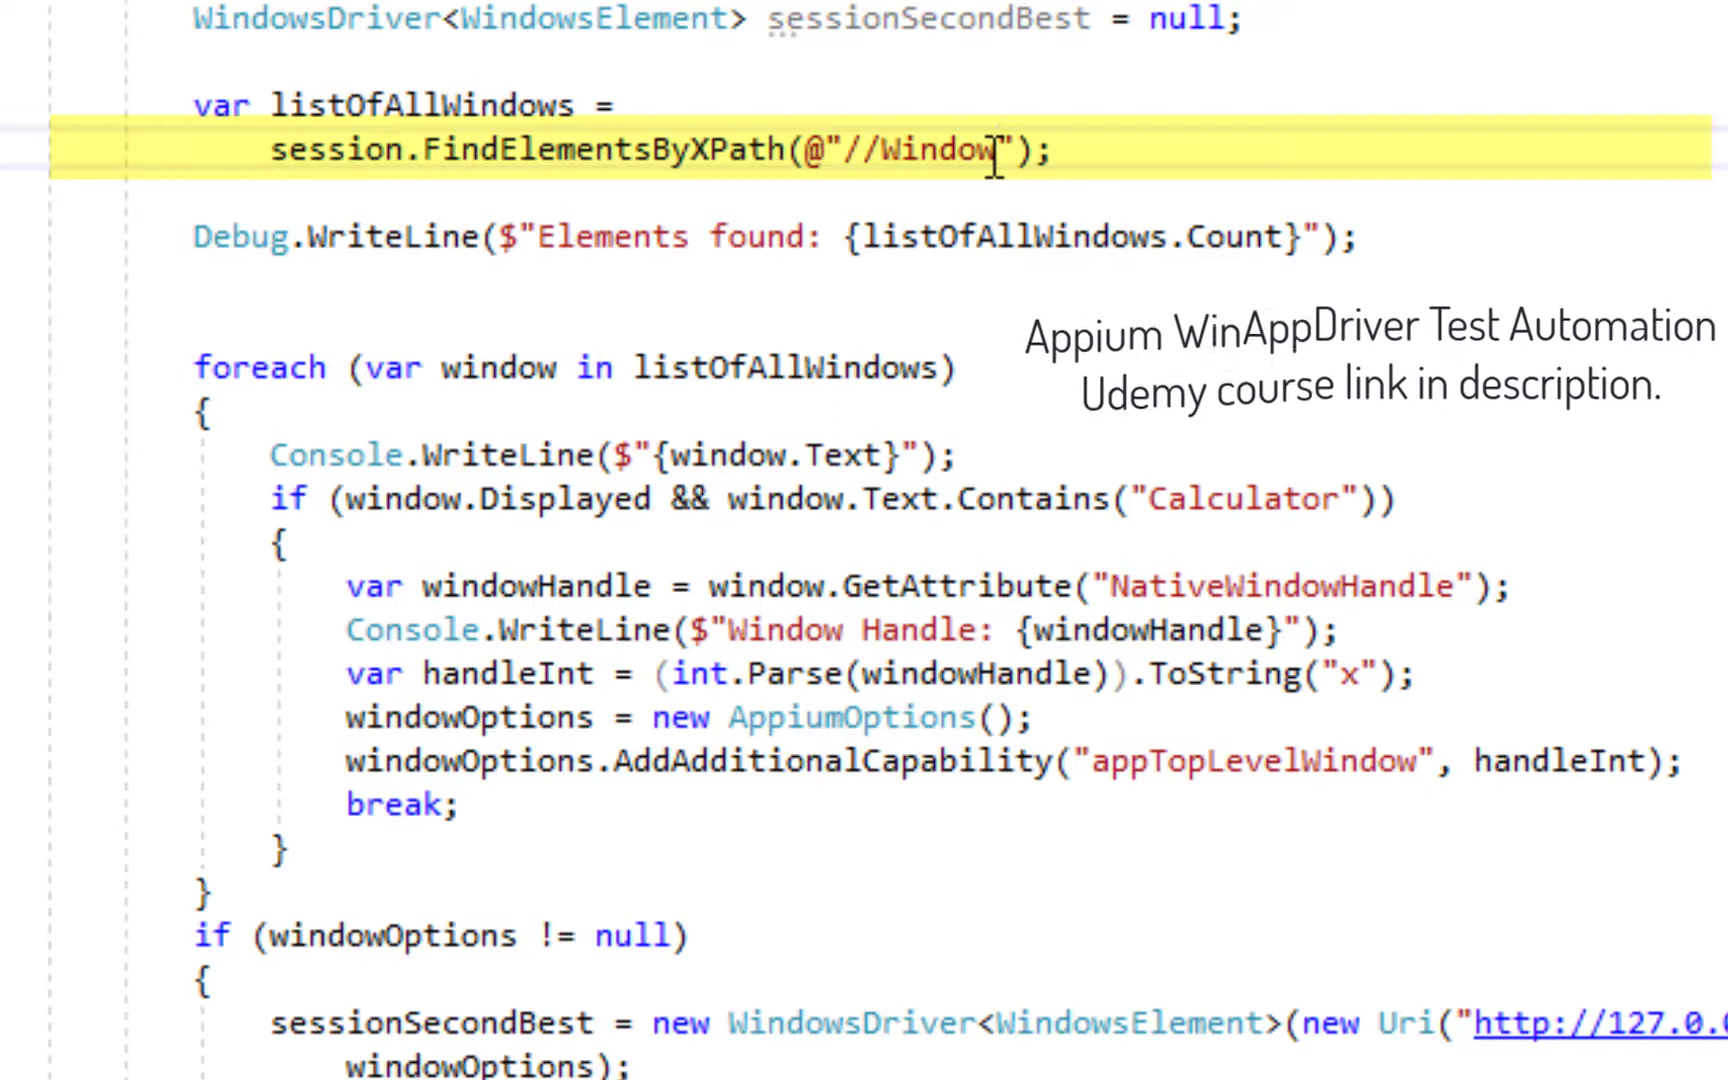 WindowsDriver<WindowsElement> sessionSecondBest = null;
var listOfAllWindows =
session.FindElementsByXPath(@"//Window");
Debug.WriteLine($"Elements found: {listOfAllWindows.Count}");
Appium WinAppDriver Test Automation
Udemy course link in description.
foreach (var window in listOfAllWindows)
{
Console.WriteLine($"{window.Text}");
if (window.Displayed && window.Text.Contains("Calculator"))
{
var windowHandle = window.GetAttribute("NativeWindowHandle");
Console.WriteLine($"Window Handle: {windowHandle}");
var handleInt = (int.Parse(windowHandle)).ToString("x");
windowOptions = new AppiumOptions();
windowOptions.AddAdditionalCapability("appTopLevelWindow", handleInt);
break;
}
}
if (windowOptions != null)
{
sessionSecondBest = new WindowsDriver<WindowsElement>(new Uri("http://127.0.0
windowOptions);